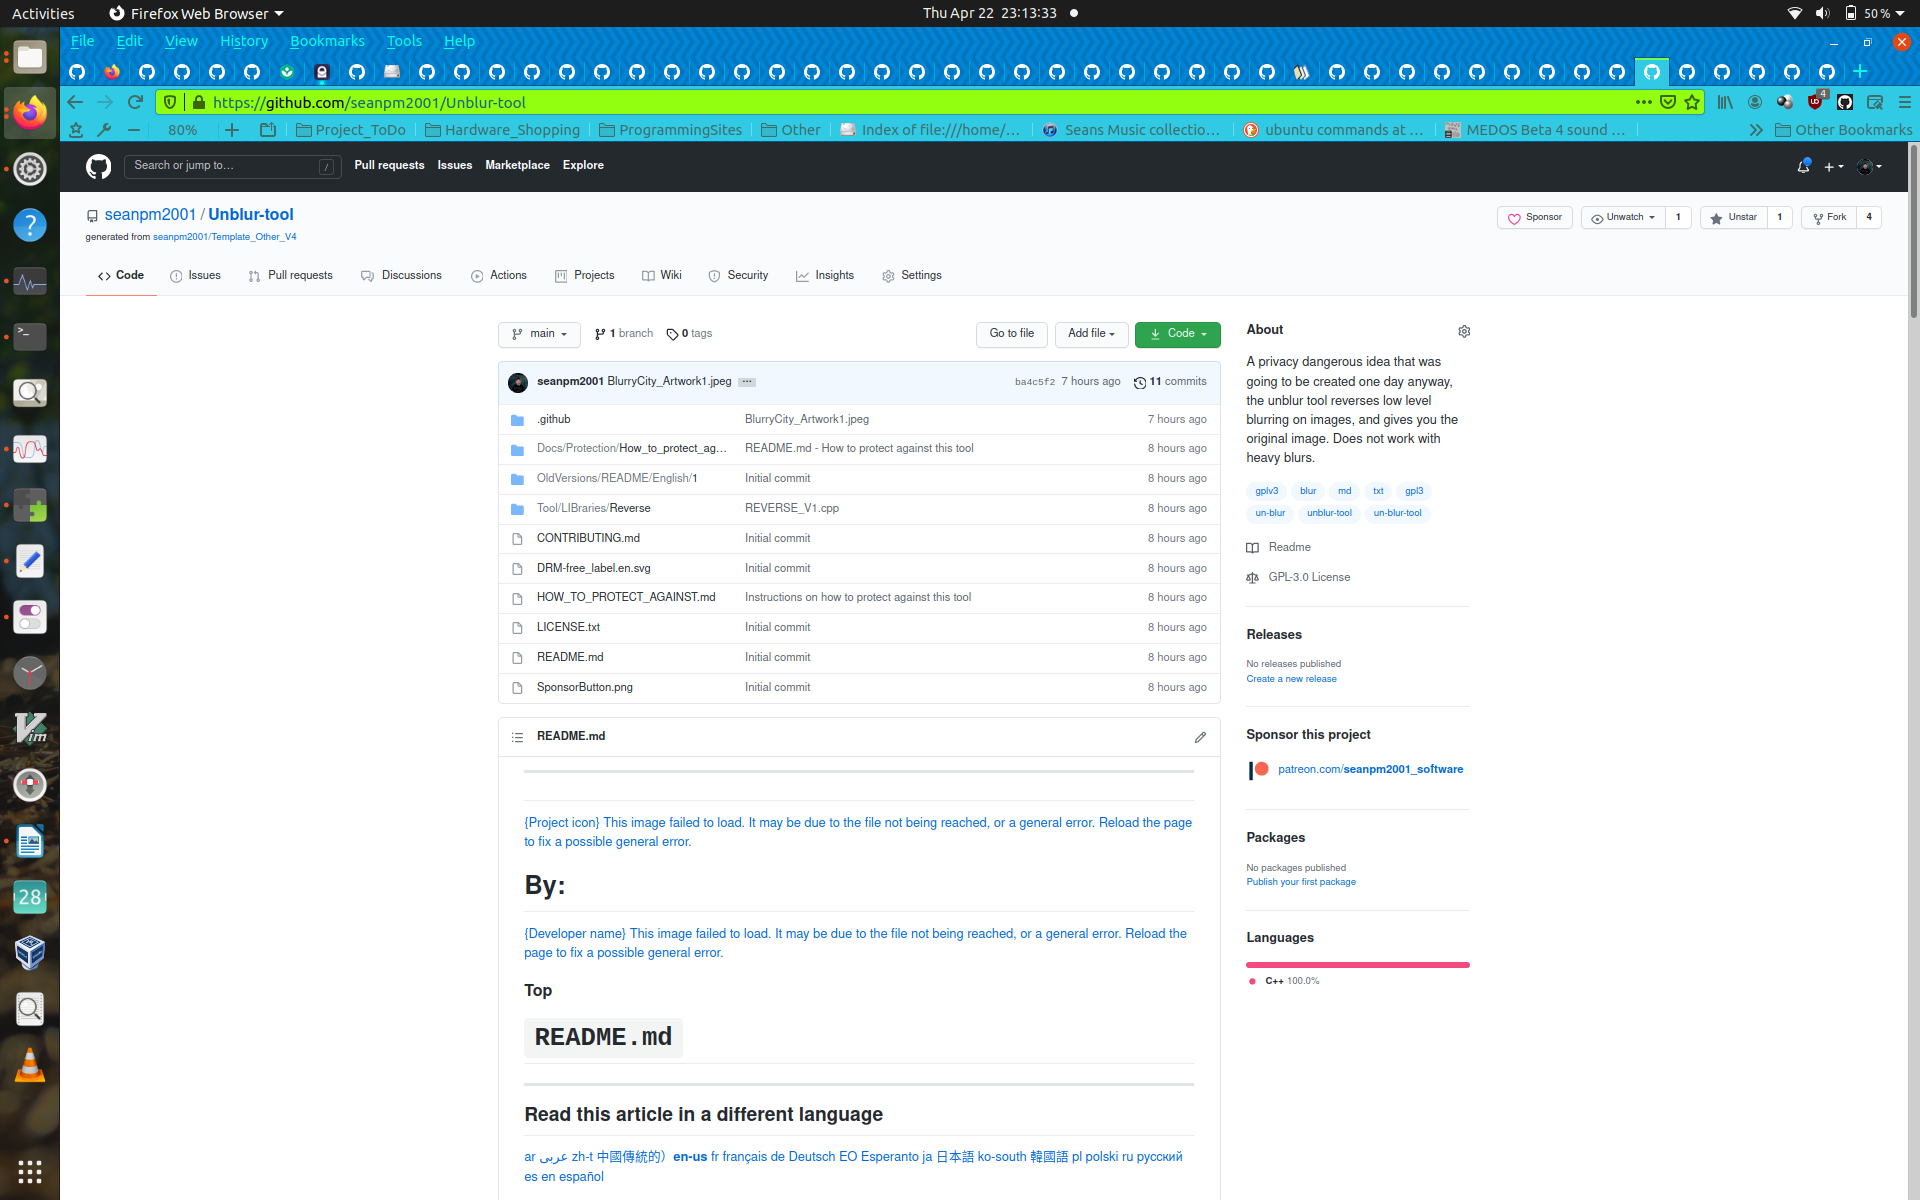 Activities
Firefox Web Browser
Thu Apr 22 23:13:33
50 %
File Edit View History Bookmarks Tools Help
https://github.com/seanpm2001/Unblur-tool
4
80%
Project_ToDo
Hardware_Shopping
ProgrammingSites
Other
Index of file:///home/…
Seans Music collectio…
ubuntu commands at …
MEDOS Beta 4 sound …
Other Bookmarks
Search or jump to…
/
Pull requests Issues Marketplace Explore
seanpm2001 / Unblur-tool
generated from seanpm2001/Template_Other_V4
Sponsor
Unwatch 1
Unstar 1
Fork 4
Code Issues Pull requests Discussions Actions Projects Wiki Security Insights Settings
main
1 branch
0 tags
Go to file
Add file
Code
seanpm2001 BlurryCity_Artwork1.jpeg ...
ba4c5f2 7 hours ago 11 commits
.github BlurryCity_Artwork1.jpeg 7 hours ago
Docs/Protection/How_to_protect_ag… README.md - How to protect against this tool 8 hours ago
OldVersions/README/English/1 Initial commit 8 hours ago
Tool/LIBraries/Reverse REVERSE_V1.cpp 8 hours ago
CONTRIBUTING.md Initial commit 8 hours ago
DRM-free_label.en.svg Initial commit 8 hours ago
HOW_TO_PROTECT_AGAINST.md Instructions on how to protect against this tool 8 hours ago
LICENSE.txt Initial commit 8 hours ago
README.md Initial commit 8 hours ago
SponsorButton.png Initial commit 8 hours ago
README.md
{Project icon} This image failed to load. It may be due to the file not being reached, or a general error. Reload the page
to fix a possible general error.
By:
{Developer name} This image failed to load. It may be due to the file not being reached, or a general error. Reload the
page to fix a possible general error.
Top
README.md
Read this article in a different language
ar عربى zh-t 中國傳統的）en-us fr français de Deutsch EO Esperanto ja 日本語 ko-south 韓國語 pl polski ru русский
es en español
About
A privacy dangerous idea that was
going to be created one day anyway,
the unblur tool reverses low level
blurring on images, and gives you the
original image. Does not work with
heavy blurs.
gplv3 blur md txt gpl3
un-blur unblur-tool un-blur-tool
Readme
GPL-3.0 License
Releases
No releases published
Create a new release
Sponsor this project
patreon.com/seanpm2001_software
Packages
No packages published
Publish your first package
Languages
C++ 100.0%
28